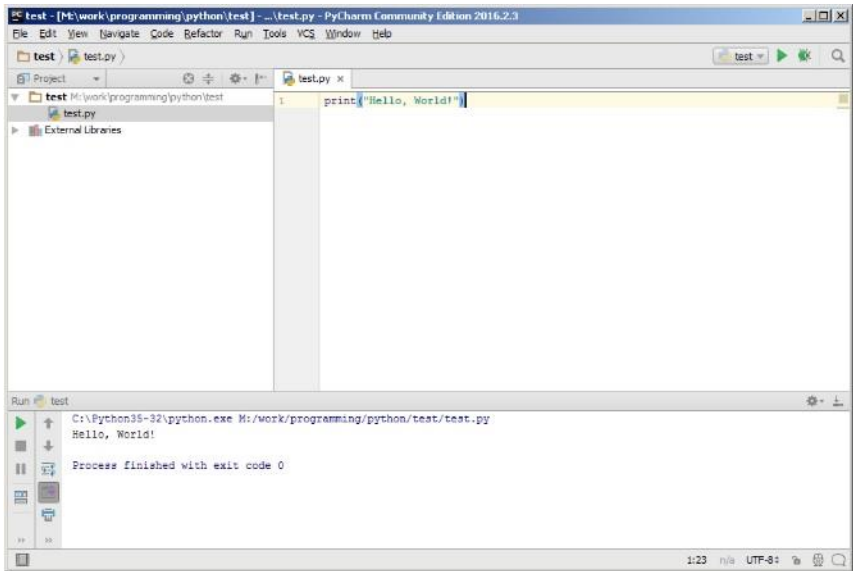 test - [M:\work\programming\python\test] - ...\test.py - PyCharm Community Edition 2016.2.3
File Edit View Navigate Code Refactor Run Tools VCS Window Help
test test.py test
Project test.py
test M:\work\programming\python\test
test.py
External Libraries
1 print("Hello, World!")
Run test
C:\Python35-32\python.exe M:/work/programming/python/test/test.py
Hello, World!
Process finished with exit code 0
1:23 n/a UTF-8